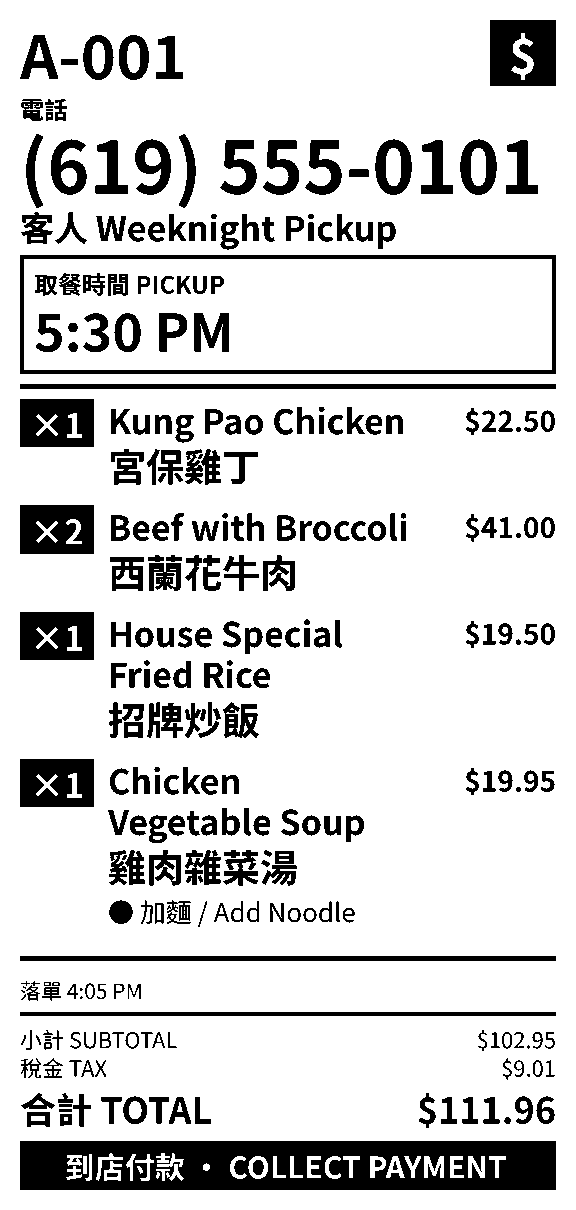 A-001
$
電話
(619) 555-0101
客人 Weeknight Pickup
取餐時間 PICKUP
5:30 PM
×1 Kung Pao Chicken $22.50
宮保雞丁
×2 Beef with Broccoli $41.00
西蘭花牛肉
×1 House Special $19.50
Fried Rice
招牌炒飯
×1 Chicken $19.95
Vegetable Soup
雞肉雜菜湯
● 加麵 / Add Noodle
落單 4:05 PM
小計 SUBTOTAL $102.95
稅金 TAX $9.01
合計 TOTAL $111.96
到店付款 · COLLECT PAYMENT